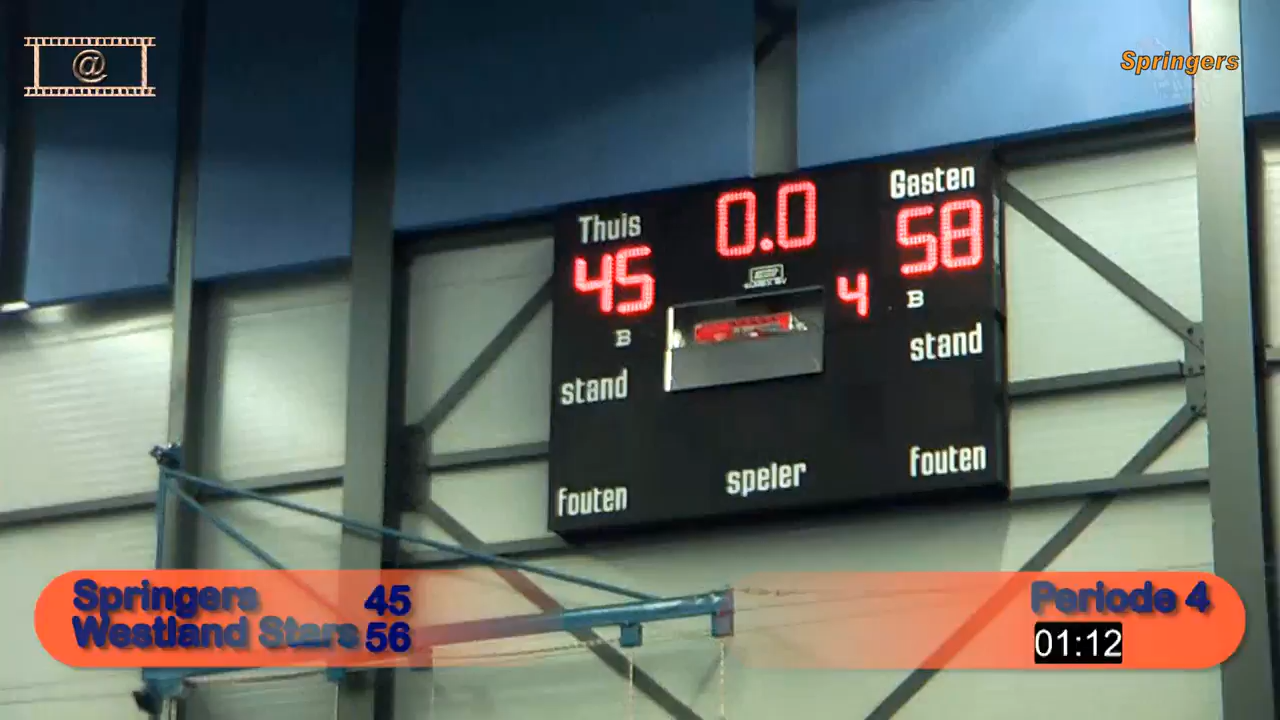 @
Springers
Thuis
0.0
Gasten
45
58
4
B
B
stand
stand
speler
fouten
fouten
Springers 45
Westland Stars 56
Periode 4
01:12